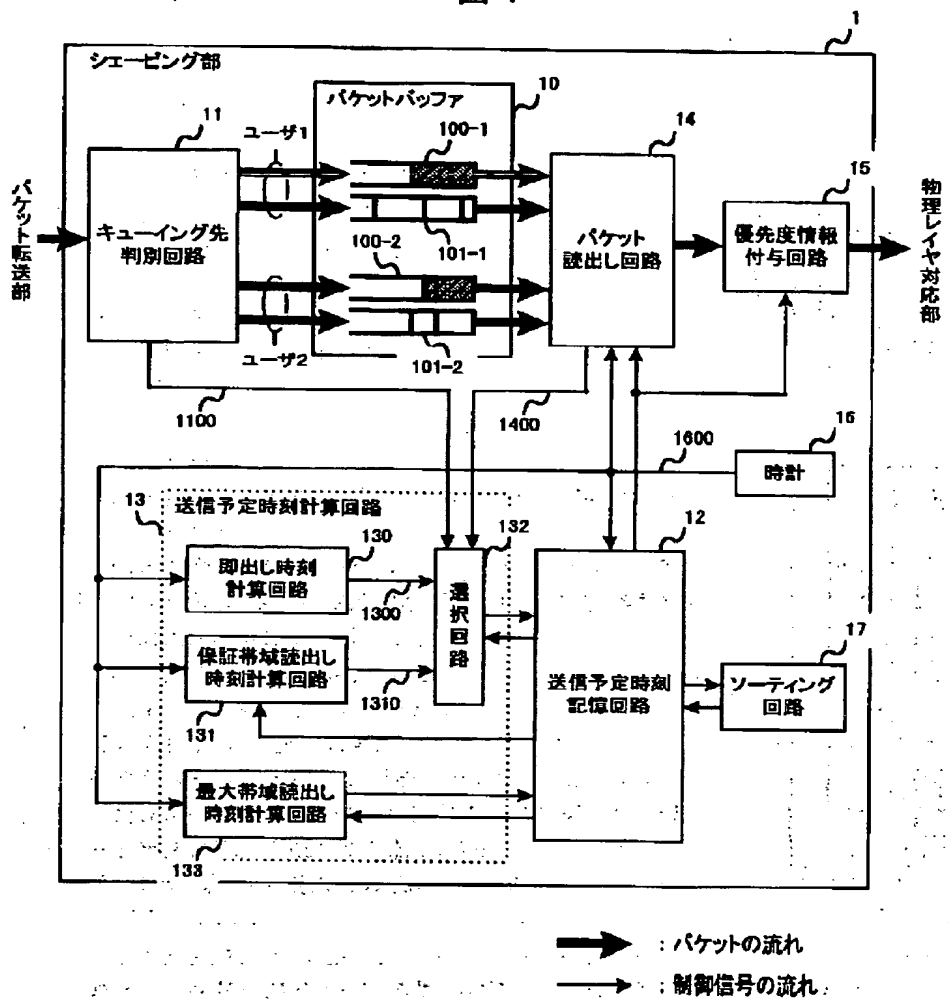 1
シェーピング部
パケットバッファ
10
11
ユーザ1
100-1
14
15
パケット転送部
キューイング先
判別回路
100-2
101-1
パケット
読出し回路
優先度情報
付与回路
物理レイヤ対応部
ユーザ2
101-2
1100
1400
16
1600
時計
13
送信予定時刻計算回路
132
12
130
即出し時刻
計算回路
1300
選択回路
保証帯域読出し
時刻計算回路
1310
131
送信予定時刻
記憶回路
17
ソーティング
回路
最大帯域読出し
時刻計算回路
133
:パケットの流れ
:制御信号の流れ